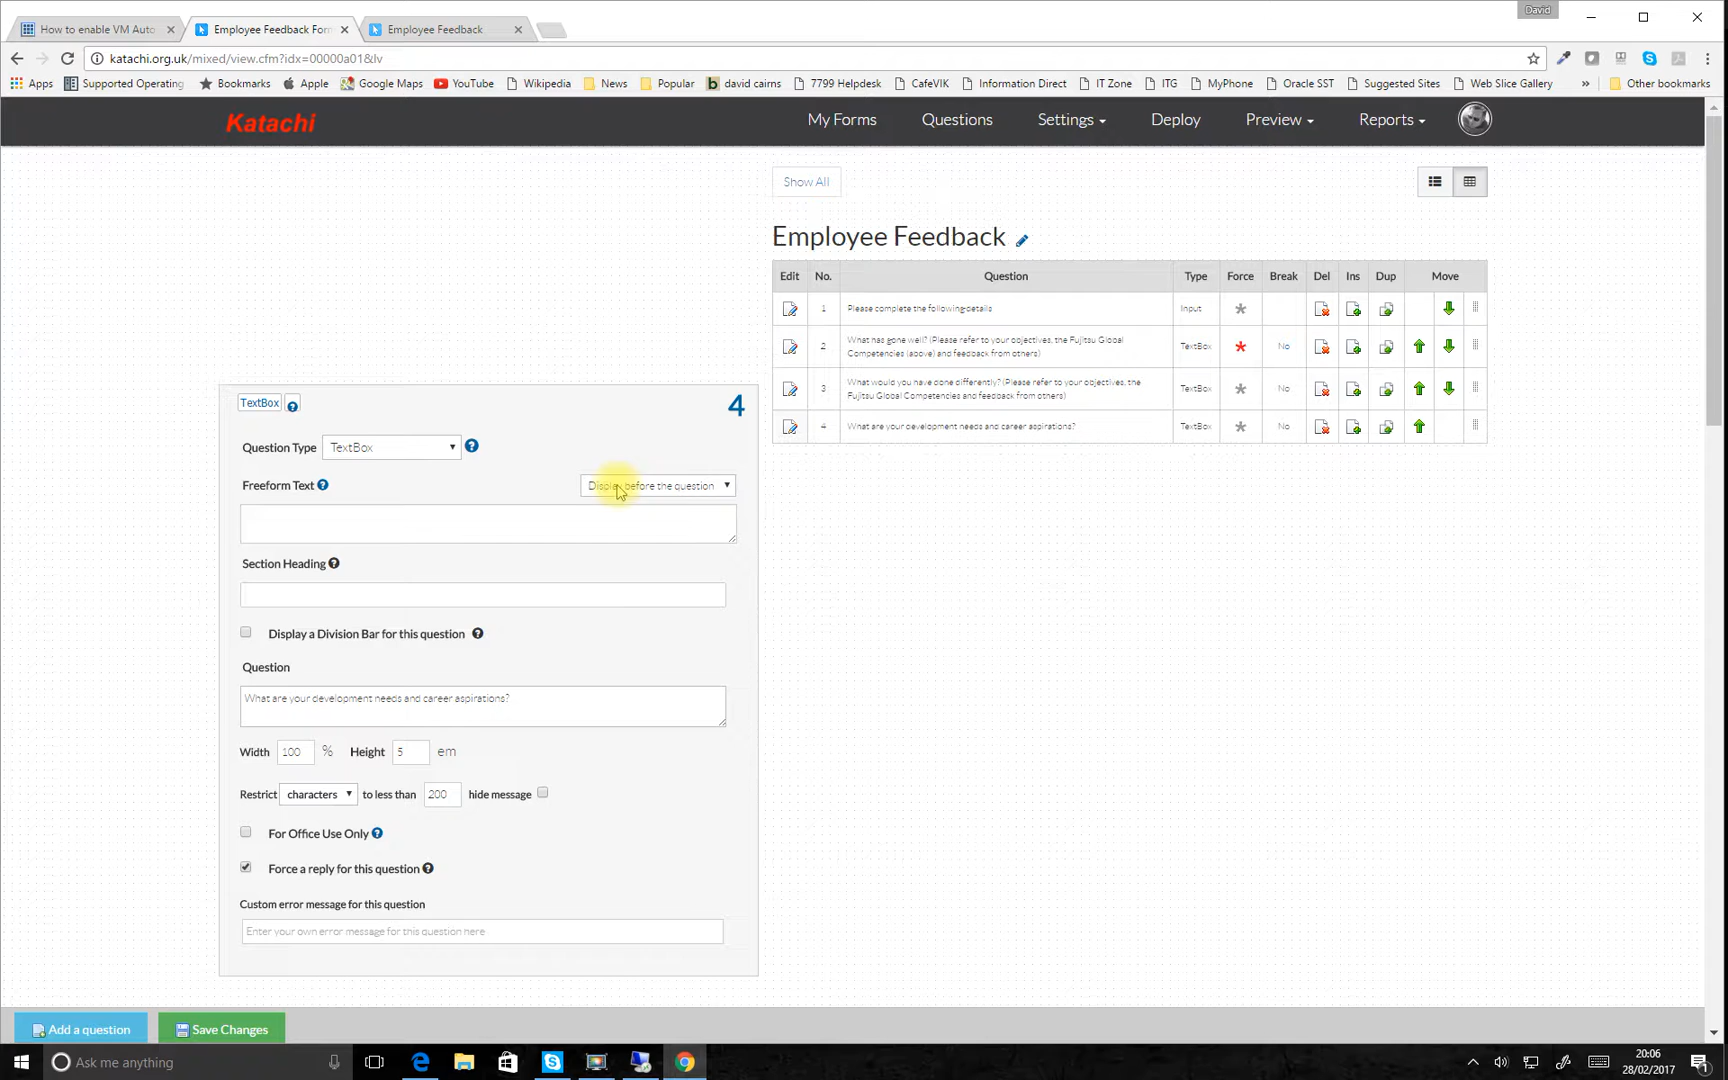 David
How to enable VM Auto
Employee Feedback Form
Employee Feedback
katachi.org.uk/mixed/view.cfm?idx=00000a01&lv
Apps
Supported Operating
Bookmarks
Apple
Google Maps
YouTube
Wikipedia
News
Popular
david cairns
7799 Helpdesk
CafeVIK
Information Direct
IT Zone
ITG
MyPhone
Oracle SST
Suggested Sites
Web Slice Gallery
»
Other bookmarks
Katachi
My Forms
Questions
Settings
Deploy
Preview
Reports
Show All
Employee Feedback
Edit No. Question Type Force Break Del Ins Dup Move
1 Please complete the following details Input *
What has gone well? (Please refer to your objectives, the Fujitsu Global
2 Competencies (above) and feedback from others) TextBox * No
What would you have done differently? (Please refer to your objectives, the
3 Fujitsu Global Competencies and feedback from others) TextBox * No
4 What are your development needs and career aspirations? TextBox * No
TextBox ? 4
Question Type TextBox ?
Freeform Text ? Display before the question
Section Heading ?
Display a Division Bar for this question ?
Question
What are your development needs and career aspirations?
Width 100 % Height 5 em
Restrict characters to less than 200 hide message
For Office Use Only ?
Force a reply for this question ?
Custom error message for this question
Enter your own error message for this question here
Add a question
Save Changes
Ask me anything
20:06
28/02/2017
1